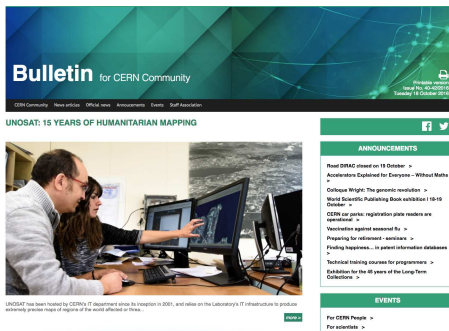 Bulletin for CERN Community
Printable version
Issue No. 40-42/2016
Tuesday 18 October 2016
CERN Community News articles Official news Announcements Events Staff Association
UNOSAT: 15 YEARS OF HUMANITARIAN MAPPING
UNOSAT has been hosted by CERN's IT department since its inception in 2001, and relies on the Laboratory's IT infrastructure to produce
extremely precise maps of regions of the world affected or threa...
more »
ANNOUNCEMENTS
Road DIRAC closed on 19 October >
Accelerators Explained for Everyone – Without Maths
>
Colloque Wright: The genomic revolution >
World Scientific Publishing Book exhibition I 18-19
October >
CERN car parks: registration plate readers are
operational >
Vaccination against seasonal flu >
Preparing for retirement - seminars >
Finding happiness... in patent information databases
>
Technical training courses for programmers >
Exhibition for the 45 years of the Long-Term
Collections >
EVENTS
For CERN People >
For scientists >